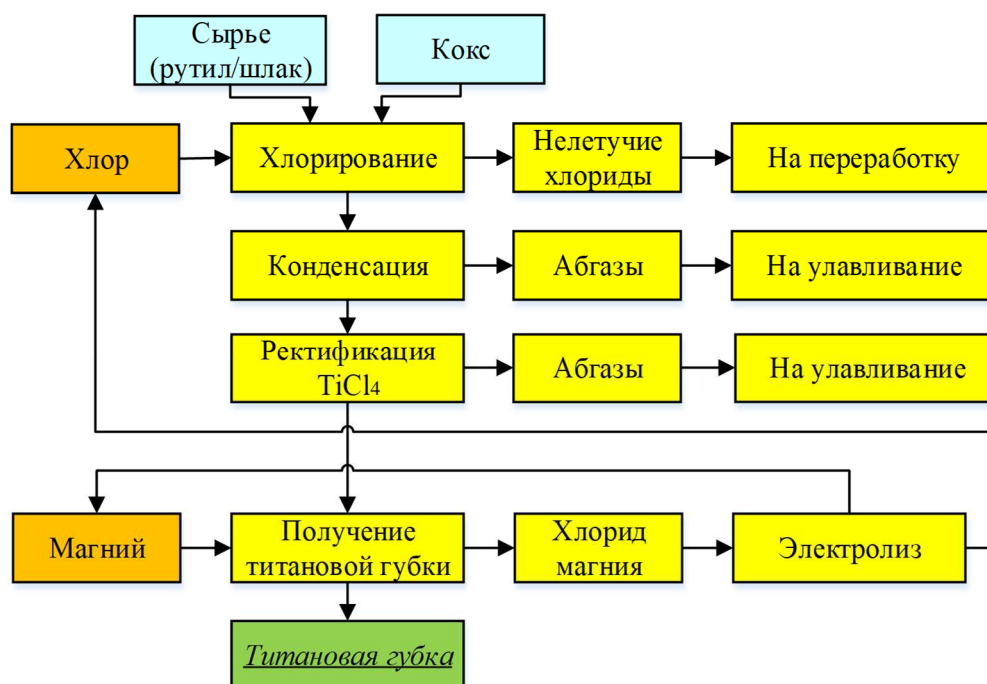 Сырье
(рутил/шлак)
Кокс
Хлор
Хлорирование
Нелетучие
хлориды
На переработку
Конденсация
Абгазы
На улавливание
Ректификация
TiCl4
Абгазы
На улавливание
Магний
Получение
титановой губки
Хлорид
магния
Электролиз
Титановая губка